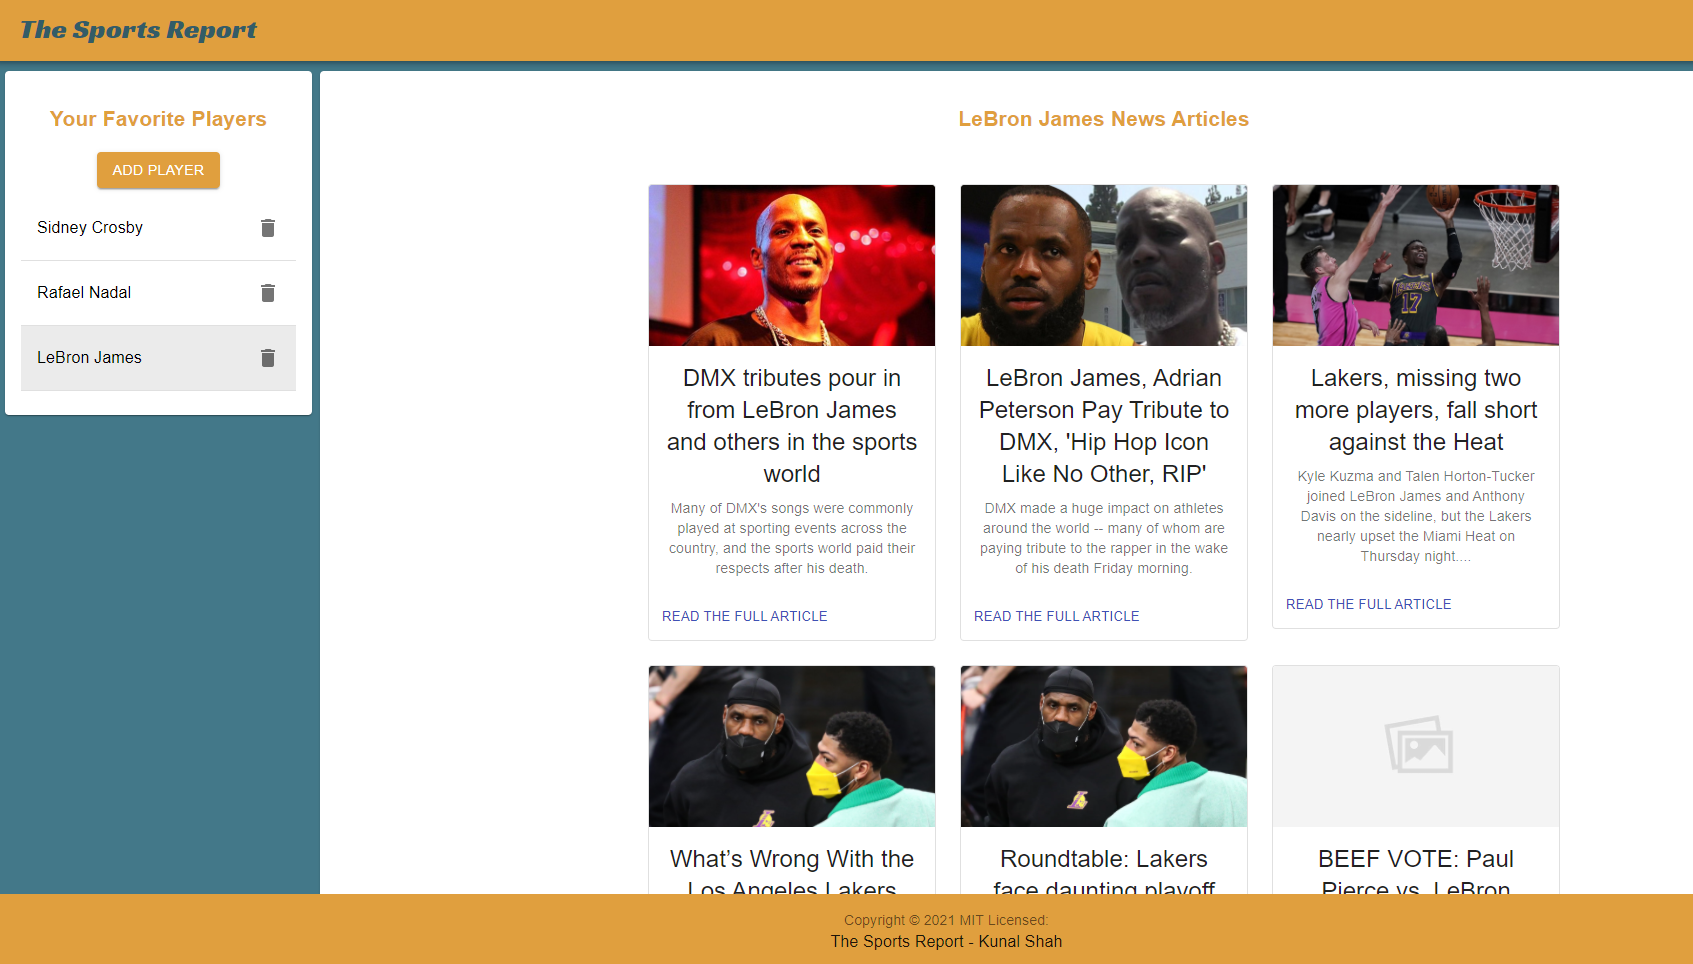 The Sports Report
Your Favorite Players
ADD PLAYER
Sidney Crosby
Rafael Nadal
LeBron James
LeBron James News Articles
DMX tributes pour in
from LeBron James
and others in the sports
world
Many of DMX's songs were commonly
played at sporting events across the
country, and the sports world paid their
respects after his death.
READ THE FULL ARTICLE
LeBron James, Adrian
Peterson Pay Tribute to
DMX, 'Hip Hop Icon
Like No Other, RIP'
DMX made a huge impact on athletes
around the world -- many of whom are
paying tribute to the rapper in the wake
of his death Friday morning.
READ THE FULL ARTICLE
17
Lakers, missing two
more players, fall short
against the Heat
Kyle Kuzma and Talen Horton-Tucker
joined LeBron James and Anthony
Davis on the sideline, but the Lakers
nearly upset the Miami Heat on
Thursday night....
READ THE FULL ARTICLE
What’s Wrong With the
Los Angeles Lakers
Roundtable: Lakers
face daunting playoff
BEEF VOTE: Paul
Pierce vs. LeBron
Copyright © 2021 MIT Licensed:
The Sports Report - Kunal Shah